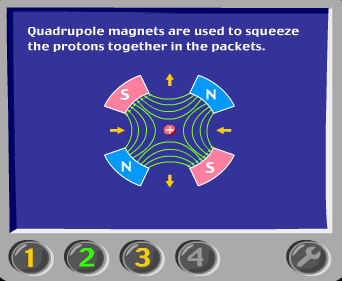 Quadrupole magnets are used to squeeze
the protons together in the packets.
S
N
+
N
S
1 2 3 4